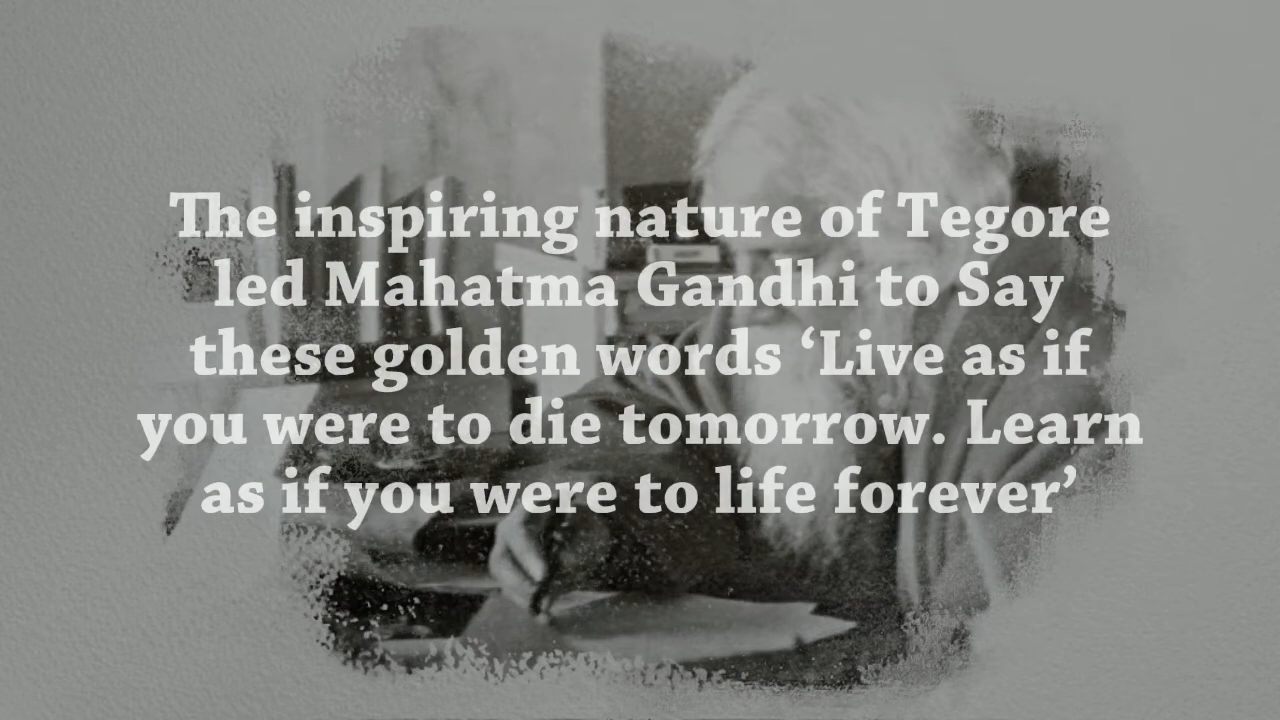 The inspiring nature of Tegore
led Mahatma Gandhi to Say
these golden words ‘Live as if
you were to die tomorrow. Learn
as if you were to life forever’